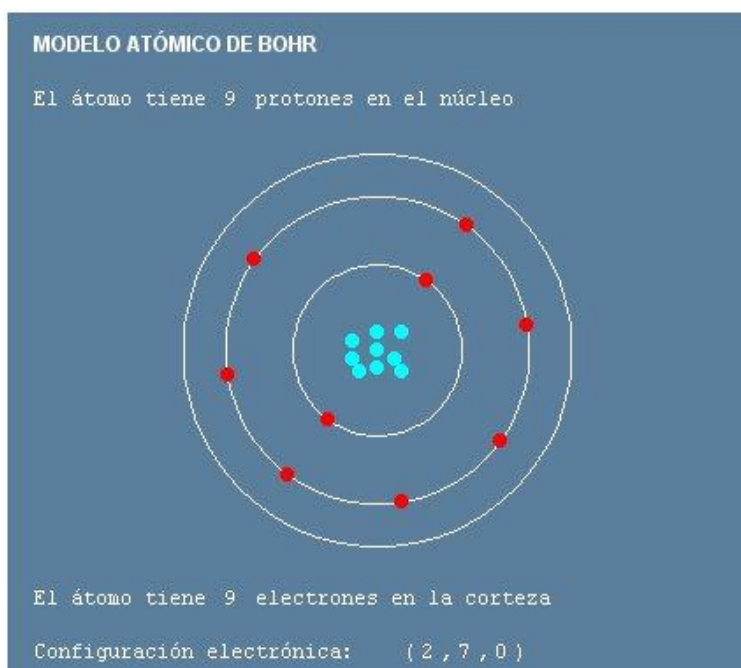 MODELO ATÓMICO DE BOHR
El átomo tiene 9 protones en el núcleo
El átomo tiene 9 electrones en la corteza
Configuración electrónica: (2,7,0)